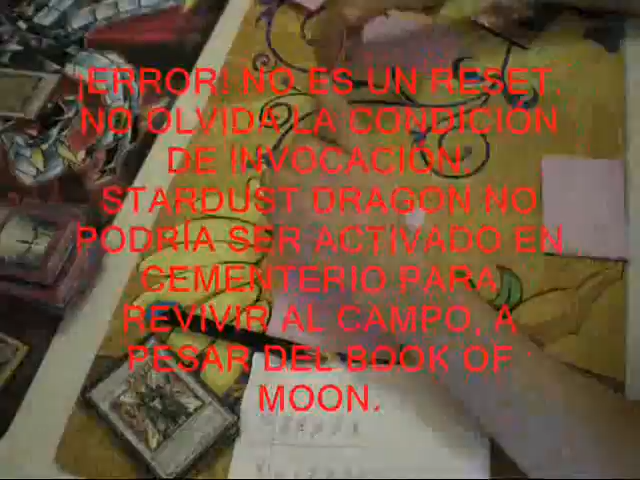 ¡ERROR! NO ES UN RESET.
NO OLVIDA LA CONDICIÓN
DE INVOCACIÓN.
STARDUST DRAGON NO
PODRÍA SER ACTIVADO EN
CEMENTERIO PARA
REVIVIR AL CAMPO, A
PESAR DEL BOOK OF
MOON.